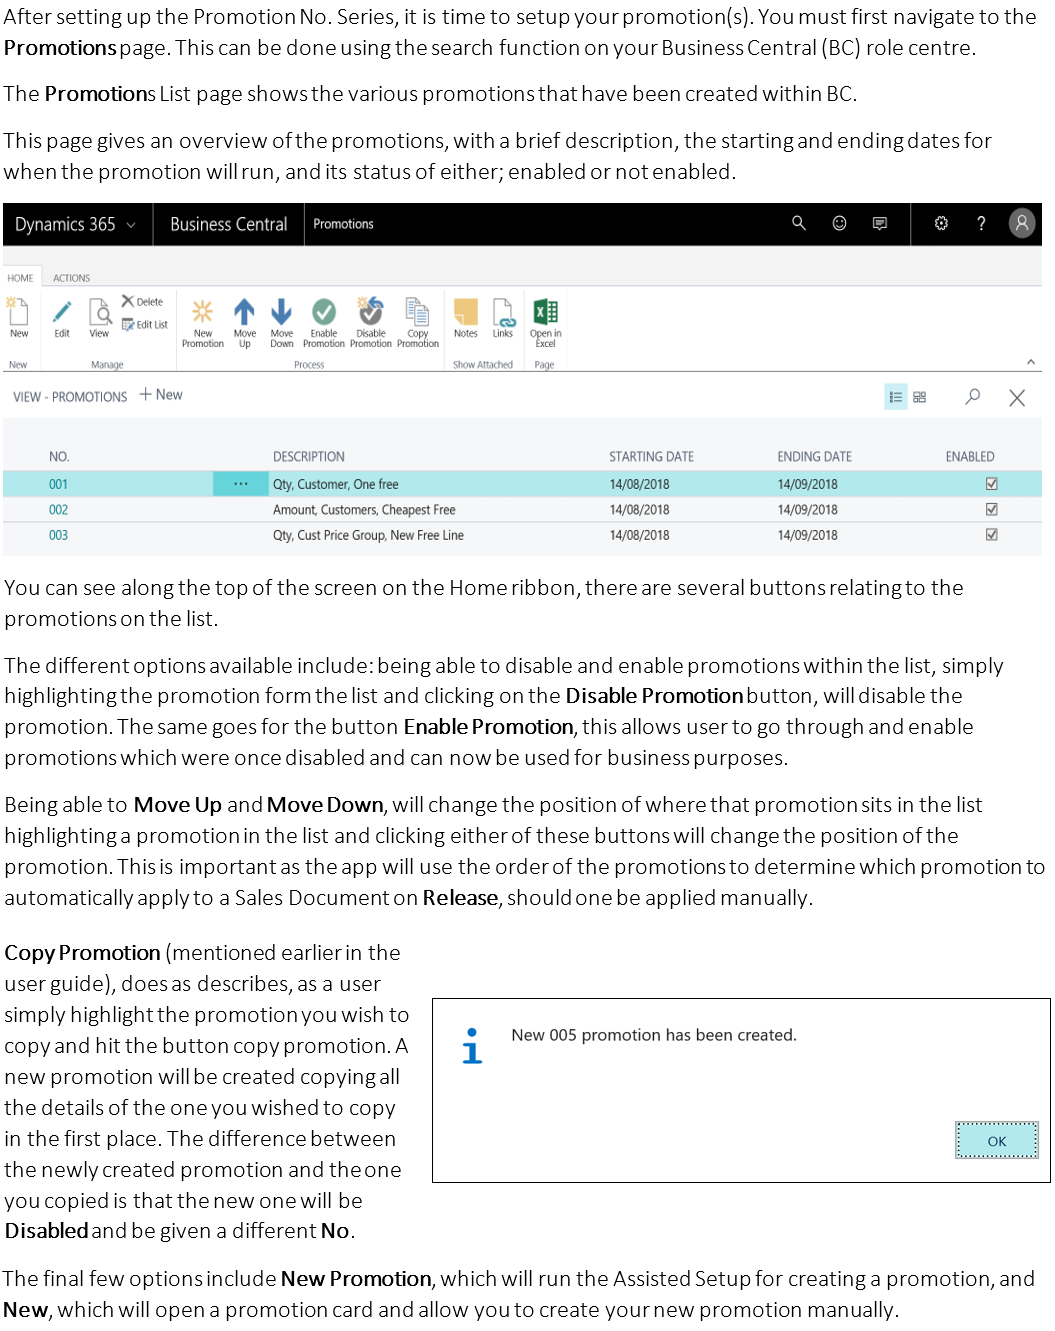 After setting up the Promotion No. Series, it is time to setup your promotion(s). You must first navigate to the
Promotions page. This can be done using the search function on your Business Central (BC) role centre.
The Promotions List page shows the various promotions that have been created within BC.
This page gives an overview of the promotions, with a brief description, the starting and ending dates for
when the promotion will run, and its status of either; enabled or not enabled.
Dynamics 365 Business Central Promotions ?
HOME ACTIONS
New Edit View Delete Edit List New Promotion Move Up Move Down Enable Promotion Disable Promotion Copy Promotion Notes Links Open in Excel
New Manage Process Show Attached Page
VIEW - PROMOTIONS + New
NO. DESCRIPTION STARTING DATE ENDING DATE ENABLED
001 ... Qty, Customer, One free 14/08/2018 14/09/2018
002 Amount, Customers, Cheapest Free 14/08/2018 14/09/2018
003 Qty, Cust Price Group, New Free Line 14/08/2018 14/09/2018
You can see along the top of the screen on the Home ribbon, there are several buttons relating to the
promotions on the list.
The different options available include: being able to disable and enable promotions within the list, simply
highlighting the promotion form the list and clicking on the Disable Promotion button, will disable the
promotion. The same goes for the button Enable Promotion, this allows user to go through and enable
promotions which were once disabled and can now be used for business purposes.
Being able to Move Up and Move Down, will change the position of where that promotion sits in the list
highlighting a promotion in the list and clicking either of these buttons will change the position of the
promotion. This is important as the app will use the order of the promotions to determine which promotion to
automatically apply to a Sales Document on Release, should one be applied manually.
Copy Promotion (mentioned earlier in the
user guide), does as describes, as a user
simply highlight the promotion you wish to
copy and hit the button copy promotion. A
new promotion will be created copying all
the details of the one you wished to copy
in the first place. The difference between
the newly created promotion and the one
you copied is that the new one will be
Disabled and be given a different No.
New 005 promotion has been created.
OK
The final few options include New Promotion, which will run the Assisted Setup for creating a promotion, and
New, which will open a promotion card and allow you to create your new promotion manually.